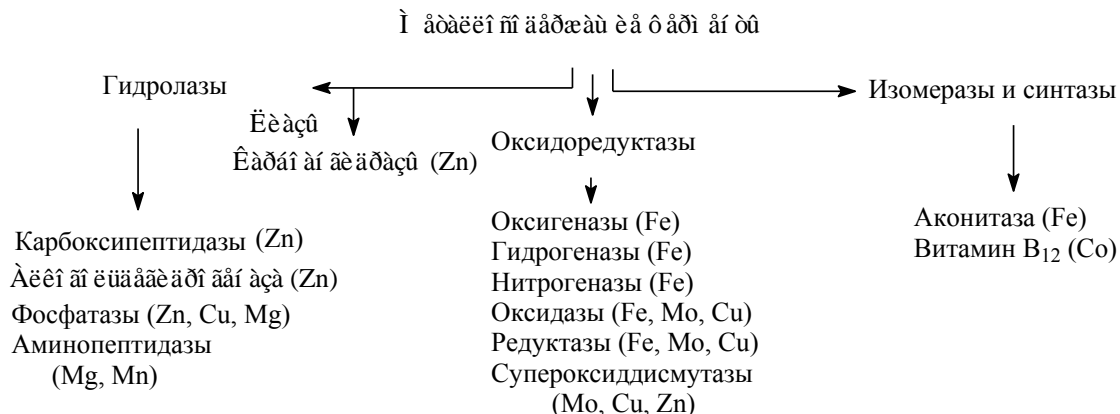 Ì åòàëëî ñî äåðæàù èå ô åðì åí òû
Гидролазы
Изомеразы и синтазы
Ëèàçû
Êàðáî àí ãèäðàçû (Zn)
Оксидоредуктазы
Карбоксипептидазы (Zn)
Àëêî ãî ëüäåãèäðî ãåí àçà (Zn)
Фосфатазы (Zn, Cu, Mg)
Аминопептидазы
(Mg, Mn)
Оксигеназы (Fe)
Гидрогеназы (Fe)
Нитрогеназы (Fe)
Оксидазы (Fe, Mo, Cu)
Редуктазы (Fe, Mo, Cu)
Супероксиддисмутазы
(Mo, Cu, Zn)
Аконитаза (Fe)
Витамин B₁₂ (Co)